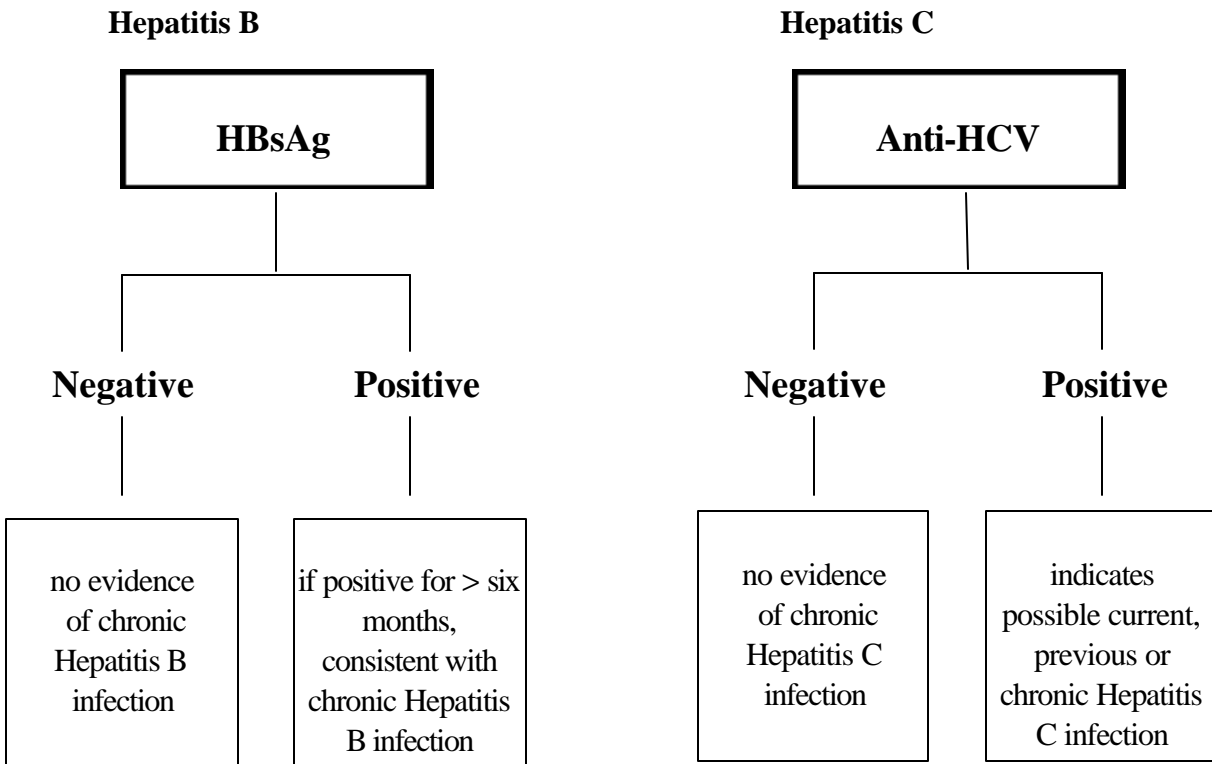 Hepatitis B
HBsAg
Negative
Positive
no evidence
of chronic
Hepatitis B
infection
if positive for > six
months,
consistent with
chronic Hepatitis
B infection
Hepatitis C
Anti-HCV
Negative
Positive
no evidence
of chronic
Hepatitis C
infection
indicates
possible current,
previous or
chronic Hepatitis
C infection